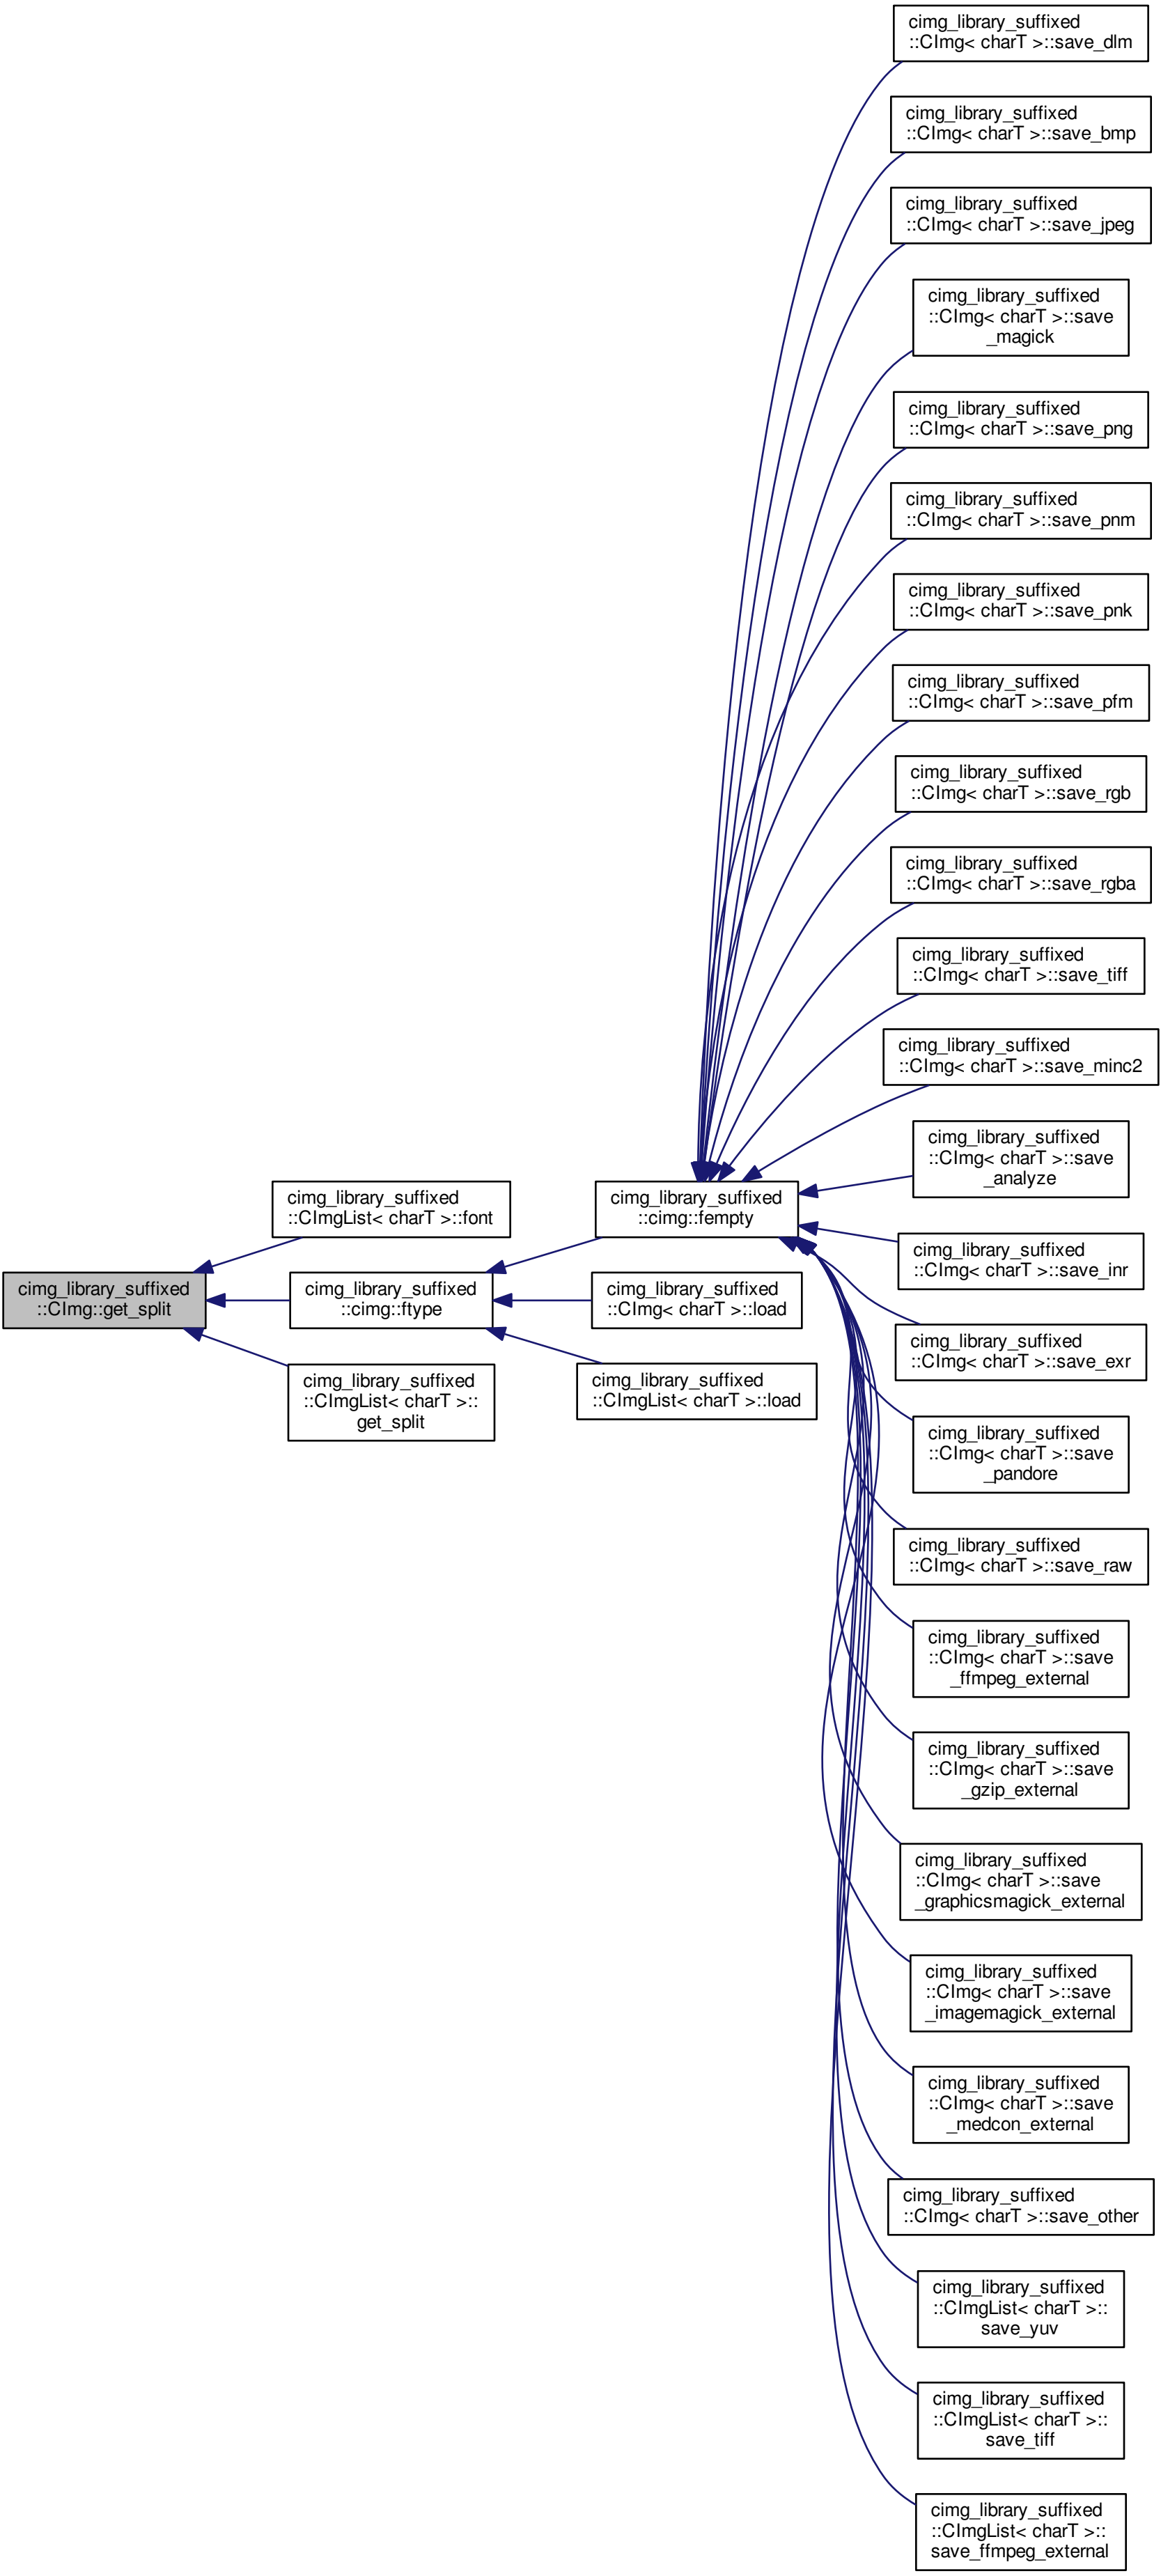 cimg_library_suffixed
::CImg< charT >::save_dlm
cimg_library_suffixed
::CImg< charT >::save_bmp
cimg_library_suffixed
::CImg< charT >::save_jpeg
cimg_library_suffixed
::CImg< charT >::save
_magick
cimg_library_suffixed
::CImg< charT >::save_png
cimg_library_suffixed
::CImg< charT >::save_pnm
cimg_library_suffixed
::CImg< charT >::save_pnk
cimg_library_suffixed
::CImg< charT >::save_pfm
cimg_library_suffixed
::CImg< charT >::save_rgb
cimg_library_suffixed
::CImg< charT >::save_rgba
cimg_library_suffixed
::CImg< charT >::save_tiff
cimg_library_suffixed
::CImg< charT >::save_minc2
cimg_library_suffixed
::CImg< charT >::save
_analyze
cimg_library_suffixed
::CImgList< charT >::font
cimg_library_suffixed
::cimg::fempty
cimg_library_suffixed
::CImg< charT >::save_inr
cimg_library_suffixed
::CImg::get_split
cimg_library_suffixed
::cimg::ftype
cimg_library_suffixed
::CImg< charT >::load
cimg_library_suffixed
::CImg< charT >::save_exr
cimg_library_suffixed
::CImgList< charT >::
get_split
cimg_library_suffixed
::CImgList< charT >::load
cimg_library_suffixed
::CImg< charT >::save
_pandore
cimg_library_suffixed
::CImg< charT >::save_raw
cimg_library_suffixed
::CImg< charT >::save
_ffmpeg_external
cimg_library_suffixed
::CImg< charT >::save
_gzip_external
cimg_library_suffixed
::CImg< charT >::save
_graphicsmagick_external
cimg_library_suffixed
::CImg< charT >::save
_imagemagick_external
cimg_library_suffixed
::CImg< charT >::save
_medcon_external
cimg_library_suffixed
::CImg< charT >::save_other
cimg_library_suffixed
::CImgList< charT >::
save_yuv
cimg_library_suffixed
::CImgList< charT >::
save_tiff
cimg_library_suffixed
::CImgList< charT >::
save_ffmpeg_external